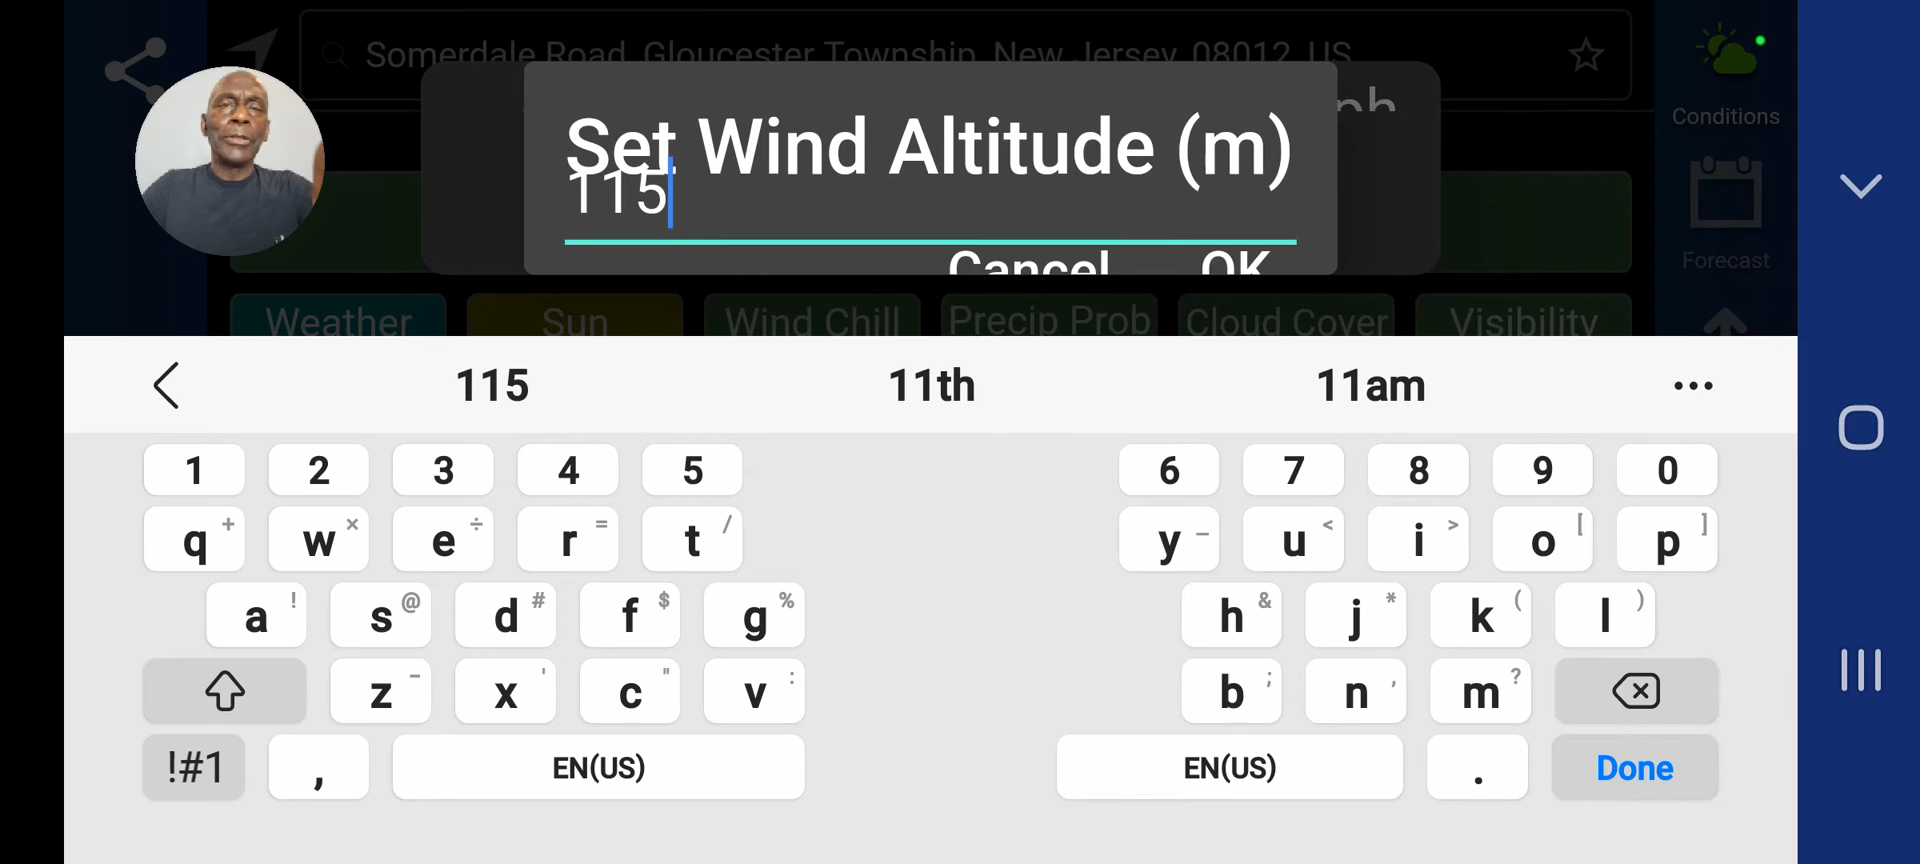 Somerdale Road, Gloucester Township, New Jersey, 08012, US
Conditions
Set Wind Altitude (m)
115
Cancel OK
Forecast
Weather Sun Wind Chill Precip Prob Cloud Cover Visibility
115 11th 11am ...
1 2 3 4 5 6 7 8 9 0
q + w × e ÷ r = t / y – u < i > o [ p ]
a ! s @ d # f $ g % h & j * k ( l )
z - x ' c " v : b ; n , m ?
!#1 , EN(US) EN(US) . Done